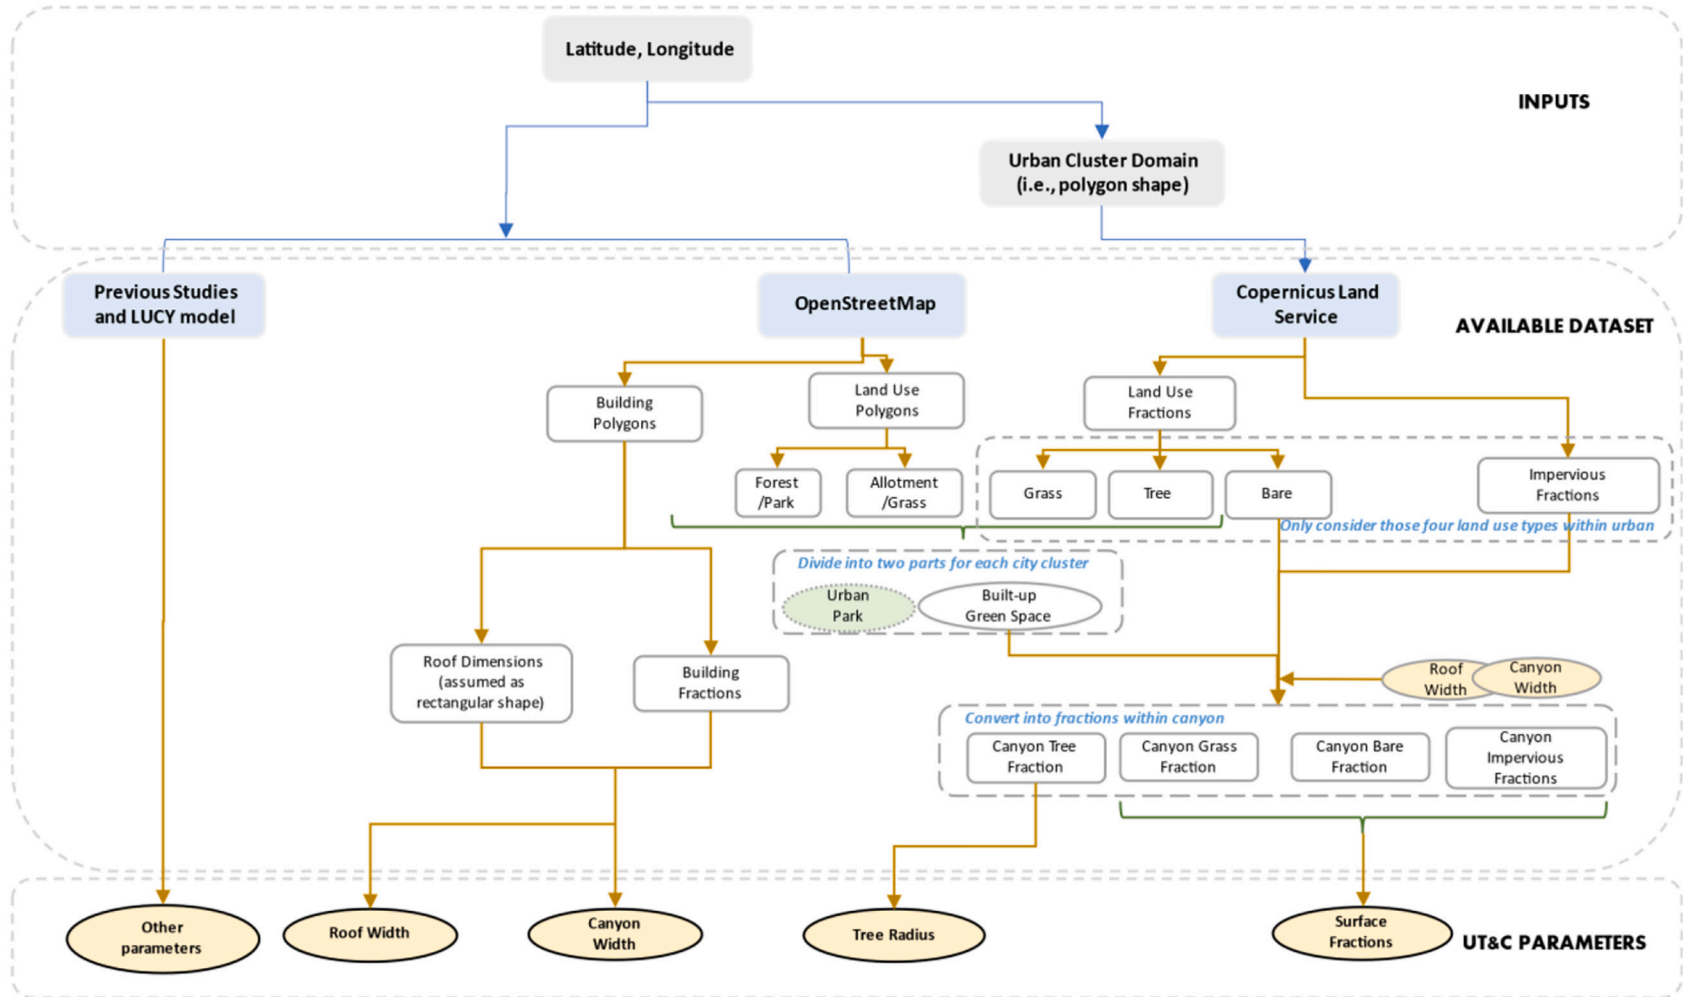 Latitude, Longitude
INPUTS
Urban Cluster Domain
(i.e., polygon shape)
Previous Studies
and LUCY model
OpenStreetMap
Copernicus Land
Service
AVAILABLE DATASET
Building
Polygons
Land Use
Polygons
Land Use
Fractions
Forest
/Park
Allotment
/Grass
Grass
Tree
Bare
Impervious
Fractions
Only consider those four land use types within urban
Divide into two parts for each city cluster
Urban
Park
Built-up
Green Space
Roof Dimensions
(assumed as
rectangular shape)
Building
Fractions
Roof
Width
Canyon
Width
Convert into fractions within canyon
Canyon Tree
Fraction
Canyon Grass
Fraction
Canyon Bare
Fraction
Canyon
Impervious
Fractions
Other
parameters
Roof Width
Canyon
Width
Tree Radius
Surface
Fractions
UT&C PARAMETERS